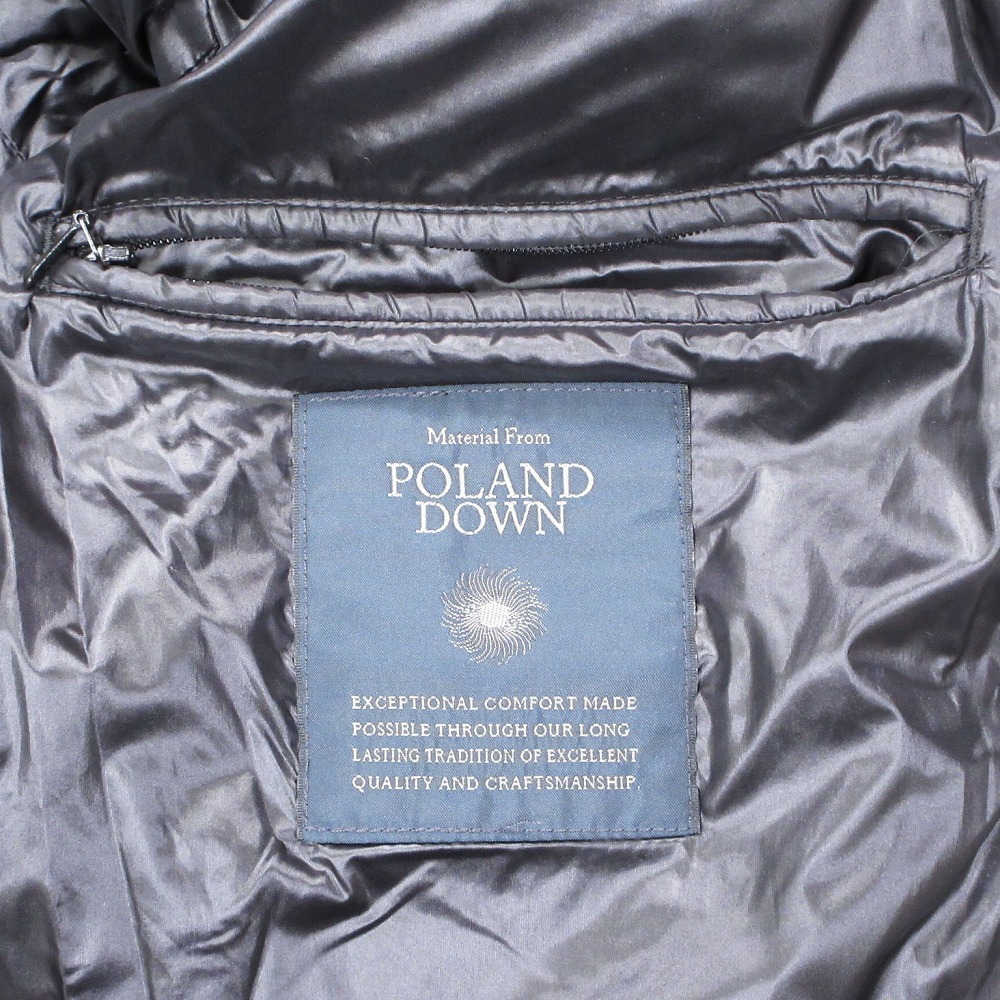 Material From
POLAND
DOWN
EXCEPTIONAL COMFORT MADE
POSSIBLE THROUGH OUR LONG
LASTING TRADITION OF EXCELLENT
QUALITY AND CRAFTSMANSHIP.